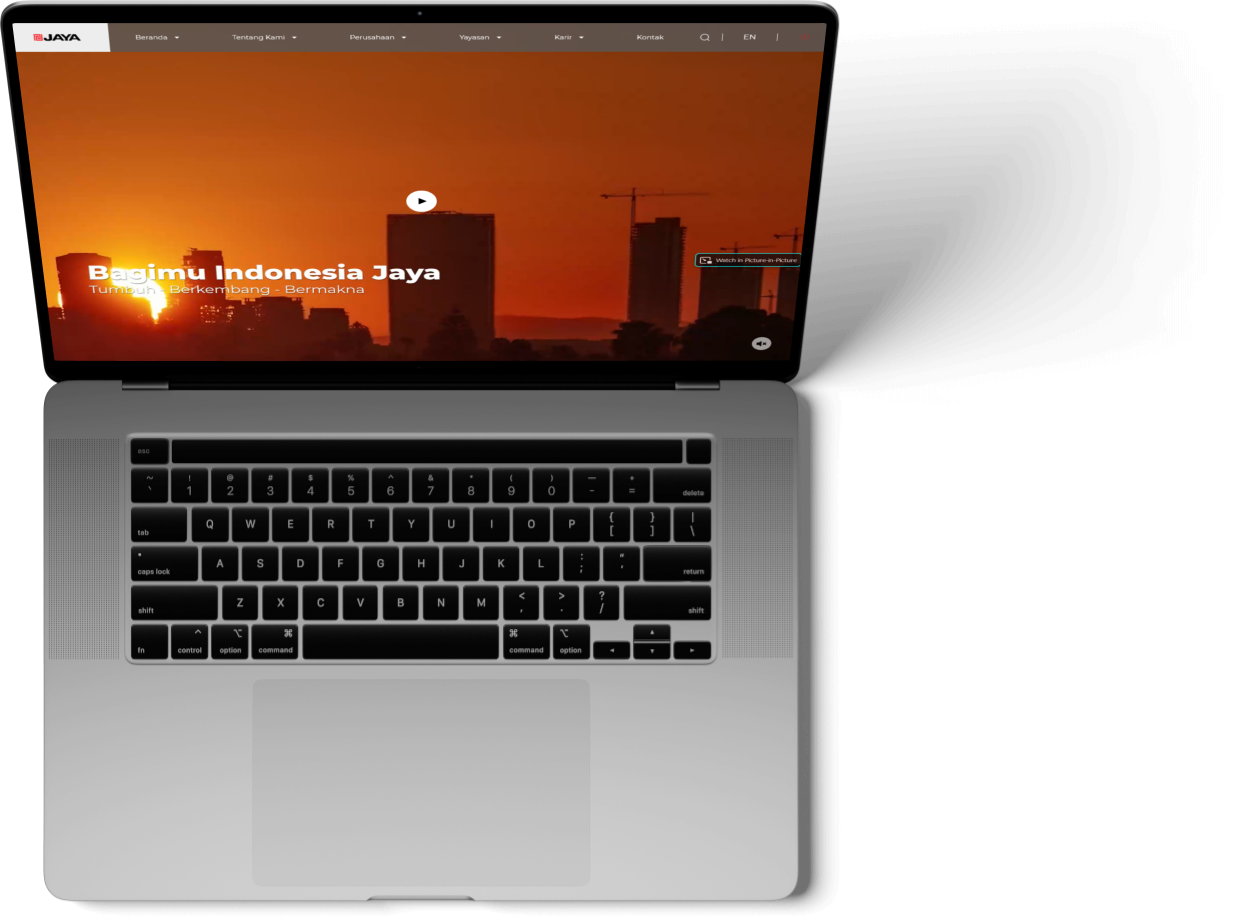 JAYA
Beranda Tentang Kami Perusahaan Yayasan Karir Kontak | EN |
Bagimu Indonesia Jaya
Tumbuh - Berkembang - Bermakna
Watch in Picture-in-Picture
esc
~ ! @ # $ % ^ & * ( ) — + 
` 1 2 3 4 5 6 7 8 9 0 - = delete
tab Q W E R T Y U I O P { [ } ] | \
caps lock A S D F G H J K L : ; " ' return
shift Z X C V B N M < , > . ? / shift
fn control option command command option